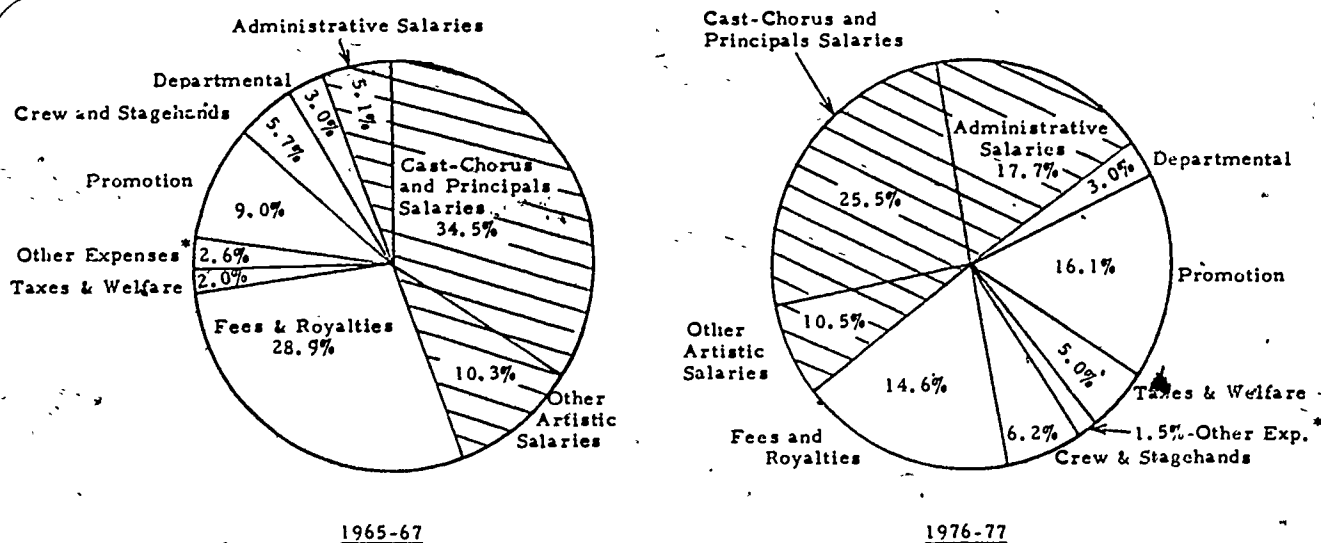 Administrative Salaries
Departmental
Crew and Stagehands
Promotion
Other Expenses*
Taxes & Welfare
5.1%
3.0%
5.7%
9.0%
2.6%
2.0%
Cast-Chorus
and Principals
Salaries
34.5%
Fees & Royalties
28.9%
10.3%
Other
Artistic
Salaries
1965-67
Cast-Chorus and
Principals Salaries
Administrative
Salaries
17.7%
3.0%
Departmental
25.5%
16.1%
Promotion
10.5%
Other
Artistic
Salaries
14.6%
Fees and
Royalties
5.0%
Taxes & Welfare
6.2%
1.5%-Other Exp.*
Crew & Stagehands
1976-77